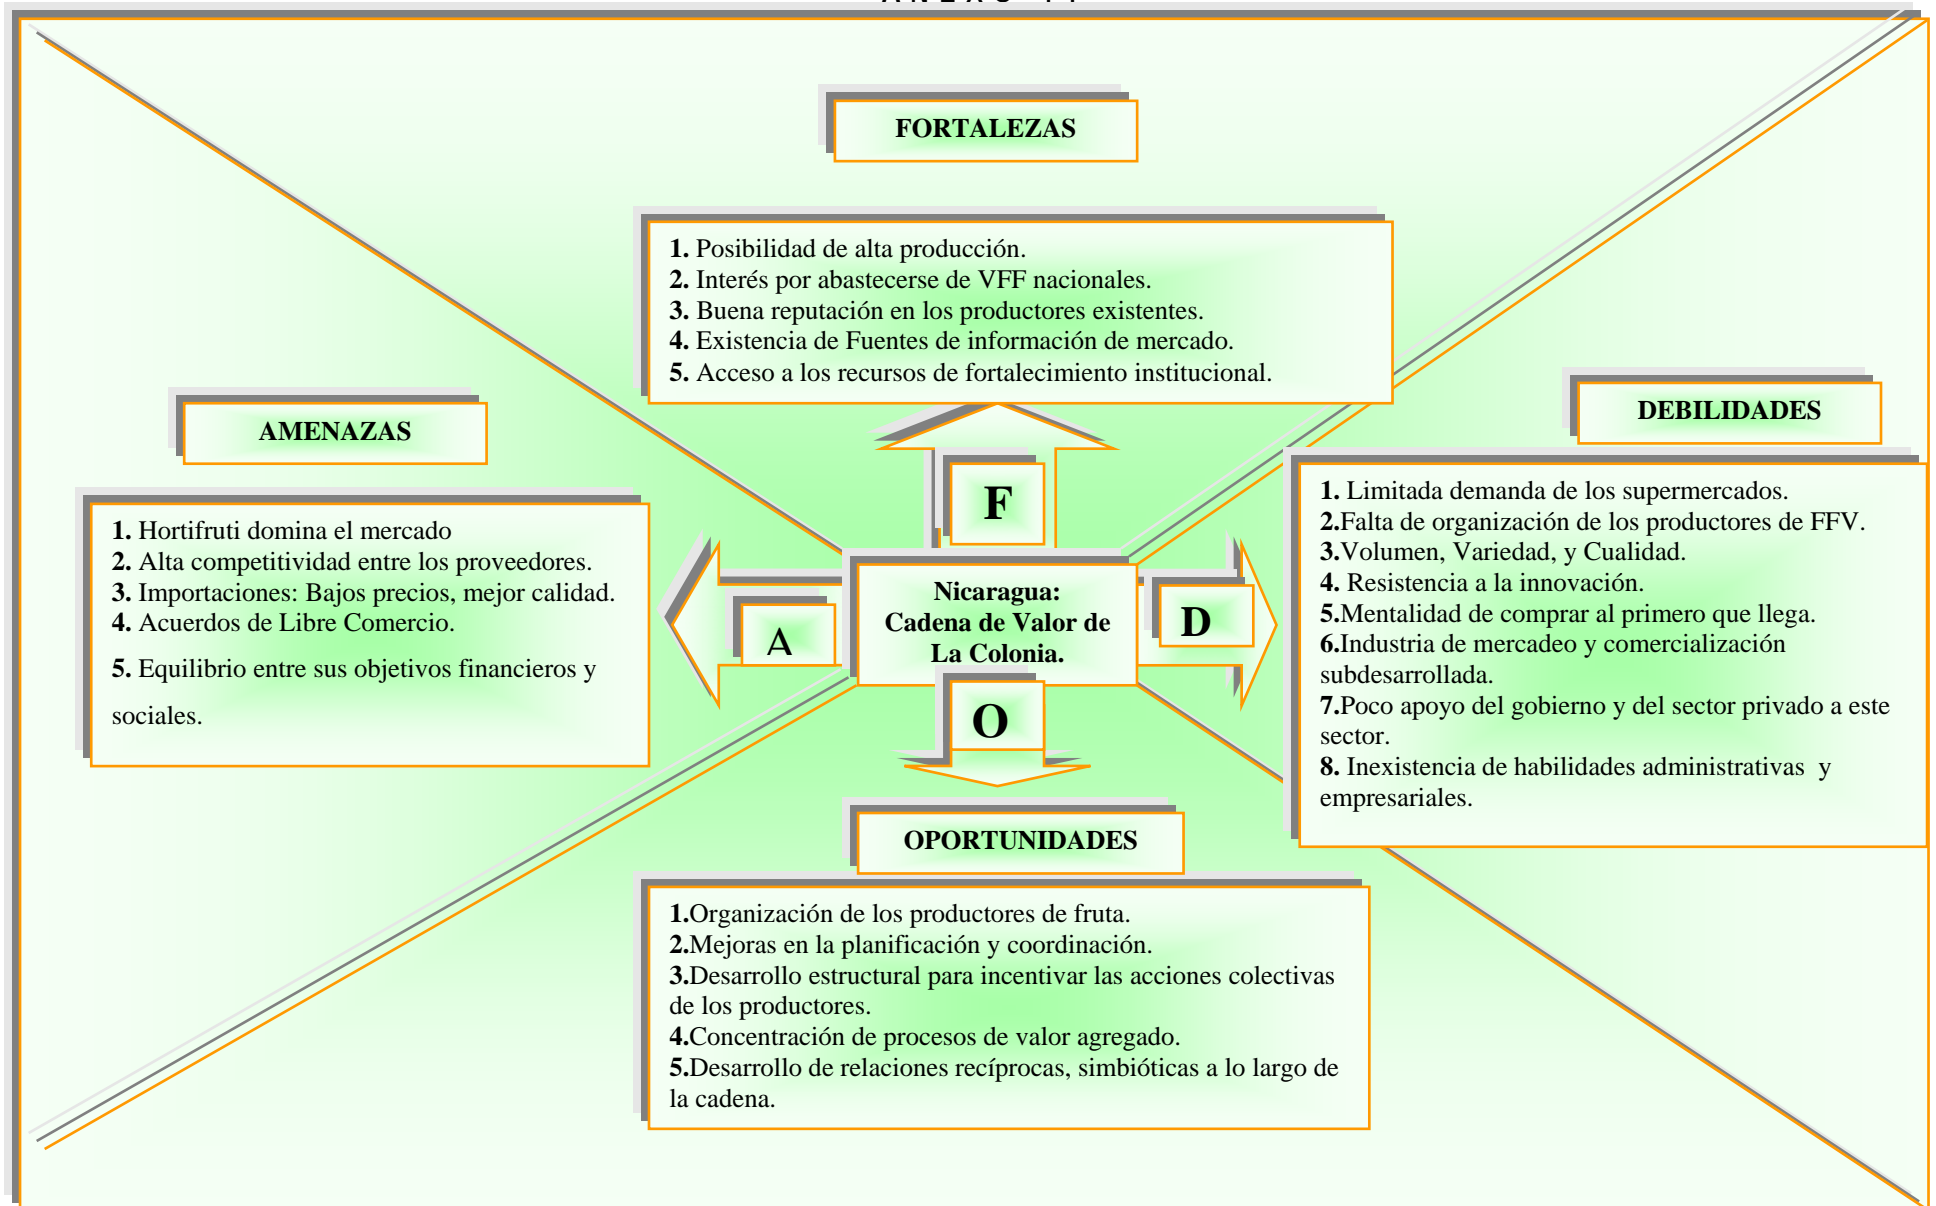 FORTALEZAS
1. Posibilidad de alta producción.
2. Interés por abastecerse de VFF nacionales.
3. Buena reputación en los productores existentes.
4. Existencia de Fuentes de información de mercado.
5. Acceso a los recursos de fortalecimiento institucional.
AMENAZAS
1. Hortifruti domina el mercado
2. Alta competitividad entre los proveedores.
3. Importaciones: Bajos precios, mejor calidad.
4. Acuerdos de Libre Comercio.
5. Equilibrio entre sus objetivos financieros y
sociales.
F
A
Nicaragua:
Cadena de Valor de
La Colonia.
D
O
DEBILIDADES
1. Limitada demanda de los supermercados.
2.Falta de organización de los productores de FFV.
3.Volumen, Variedad, y Cualidad.
4. Resistencia a la innovación.
5.Mentalidad de comprar al primero que llega.
6.Industria de mercadeo y comercialización
subdesarrollada.
7.Poco apoyo del gobierno y del sector privado a este
sector.
8. Inexistencia de habilidades administrativas y
empresariales.
OPORTUNIDADES
1.Organización de los productores de fruta.
2.Mejoras en la planificación y coordinación.
3.Desarrollo estructural para incentivar las acciones colectivas
de los productores.
4.Concentración de procesos de valor agregado.
5.Desarrollo de relaciones recíprocas, simbióticas a lo largo de
la cadena.